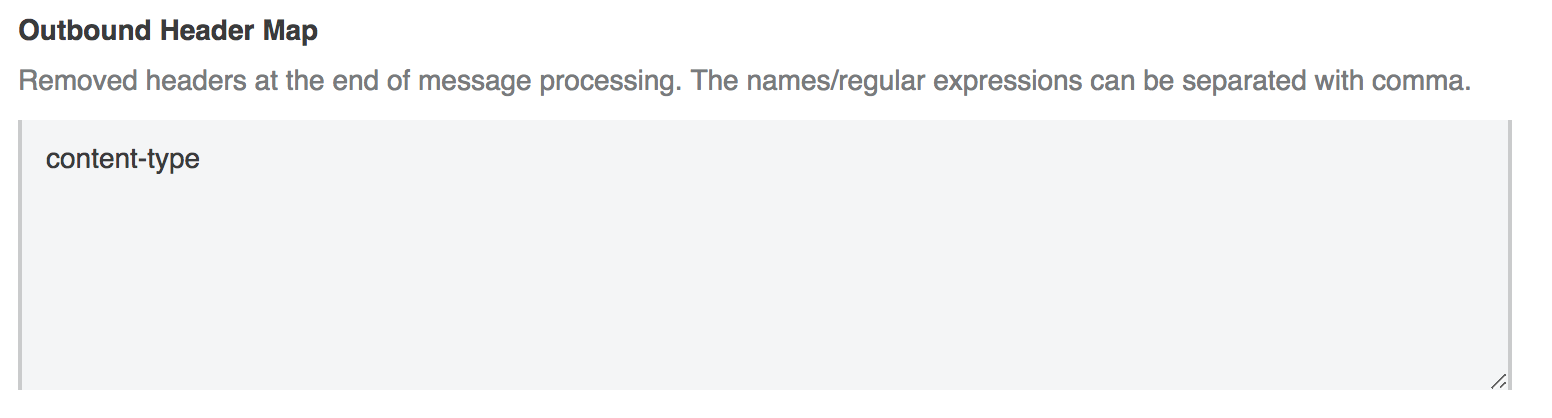 Outbound Header Map
Removed headers at the end of message processing. The names/regular expressions can be separated with comma.
content-type